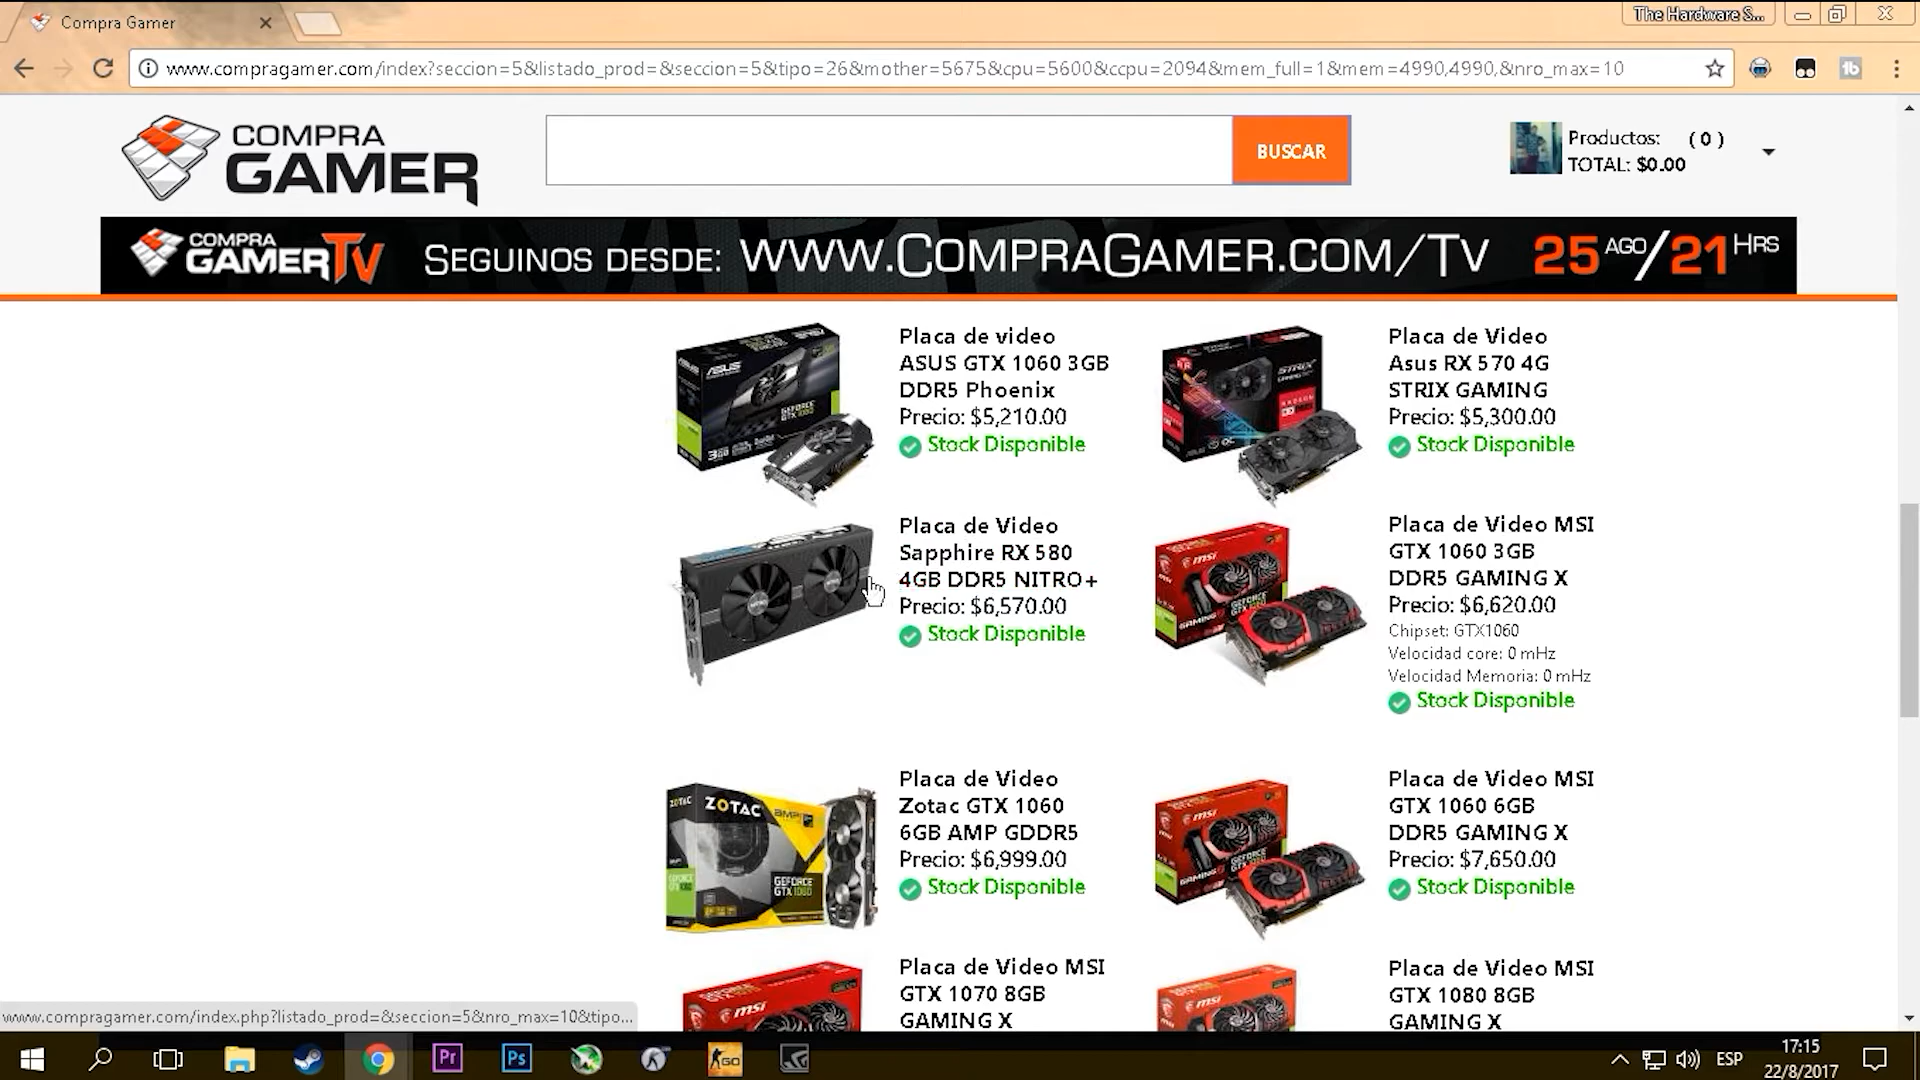 Compra Gamer
The Hardware S...
www.compragamer.com/index?seccion=5&listado_prod=&seccion=5&tipo=26&mother=5675&cpu=5600&ccpu=2094&mem_full=1&mem=4990,4990,&nro_max=10
COMPRA
GAMER
BUSCAR
Productos: ( 0 )
TOTAL: $0.00
COMPRA
GAMER TV
SEGUINOS DESDE: WWW.COMPRAGAMER.COM/TV 25 AGO/21 HRS
Placa de video
ASUS GTX 1060 3GB
DDR5 Phoenix
Precio: $5,210.00
Stock Disponible
Placa de Video
Asus RX 570 4G
STRIX GAMING
Precio: $5,300.00
Stock Disponible
Placa de Video
Sapphire RX 580
4GB DDR5 NITRO+
Precio: $6,570.00
Stock Disponible
Placa de Video MSI
GTX 1060 3GB
DDR5 GAMING X
Precio: $6,620.00
Chipset: GTX1060
Velocidad core: 0 mHz
Velocidad Memoria: 0 mHz
Stock Disponible
Placa de Video
Zotac GTX 1060
6GB AMP GDDR5
Precio: $6,999.00
Stock Disponible
Placa de Video MSI
GTX 1060 6GB
DDR5 GAMING X
Precio: $7,650.00
Stock Disponible
Placa de Video MSI
GTX 1070 8GB
GAMING X
Placa de Video MSI
GTX 1080 8GB
GAMING X
www.compragamer.com/index.php?listado_prod=&seccion=5&nro_max=10&tipo...
ESP
17:15
22/8/2017